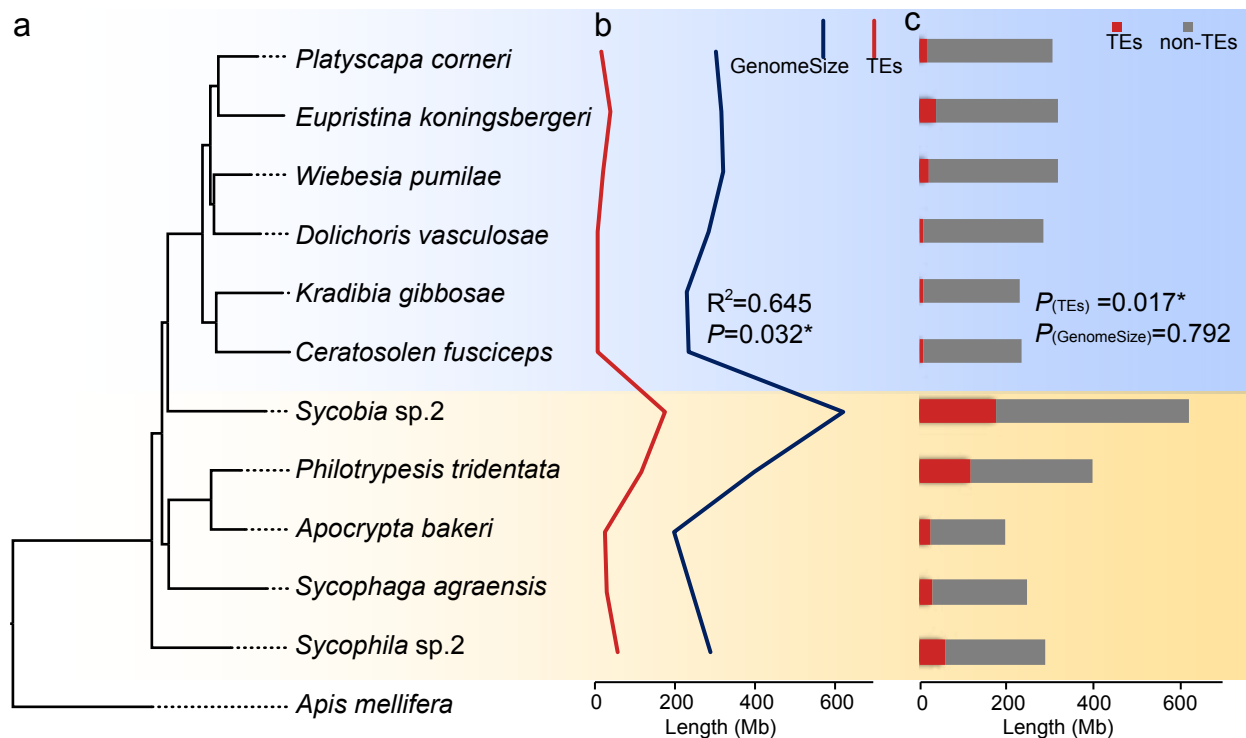 a
b
c
GenomeSize TEs
TEs non-TEs
Platyscapa corneri
Eupristina koningsbergeri
Wiebesia pumilae
Dolichoris vasculosae
Kradibia gibbosae
Ceratosolen fusciceps
Sycobia sp.2
Philotrypesis tridentata
Apocrypta bakeri
Sycophaga agraensis
Sycophila sp.2
Apis mellifera
R²=0.645
P=0.032*
P(TEs) =0.017*
P(GenomeSize)=0.792
0 200 400 600
Length (Mb)
0 200 400 600
Length (Mb)